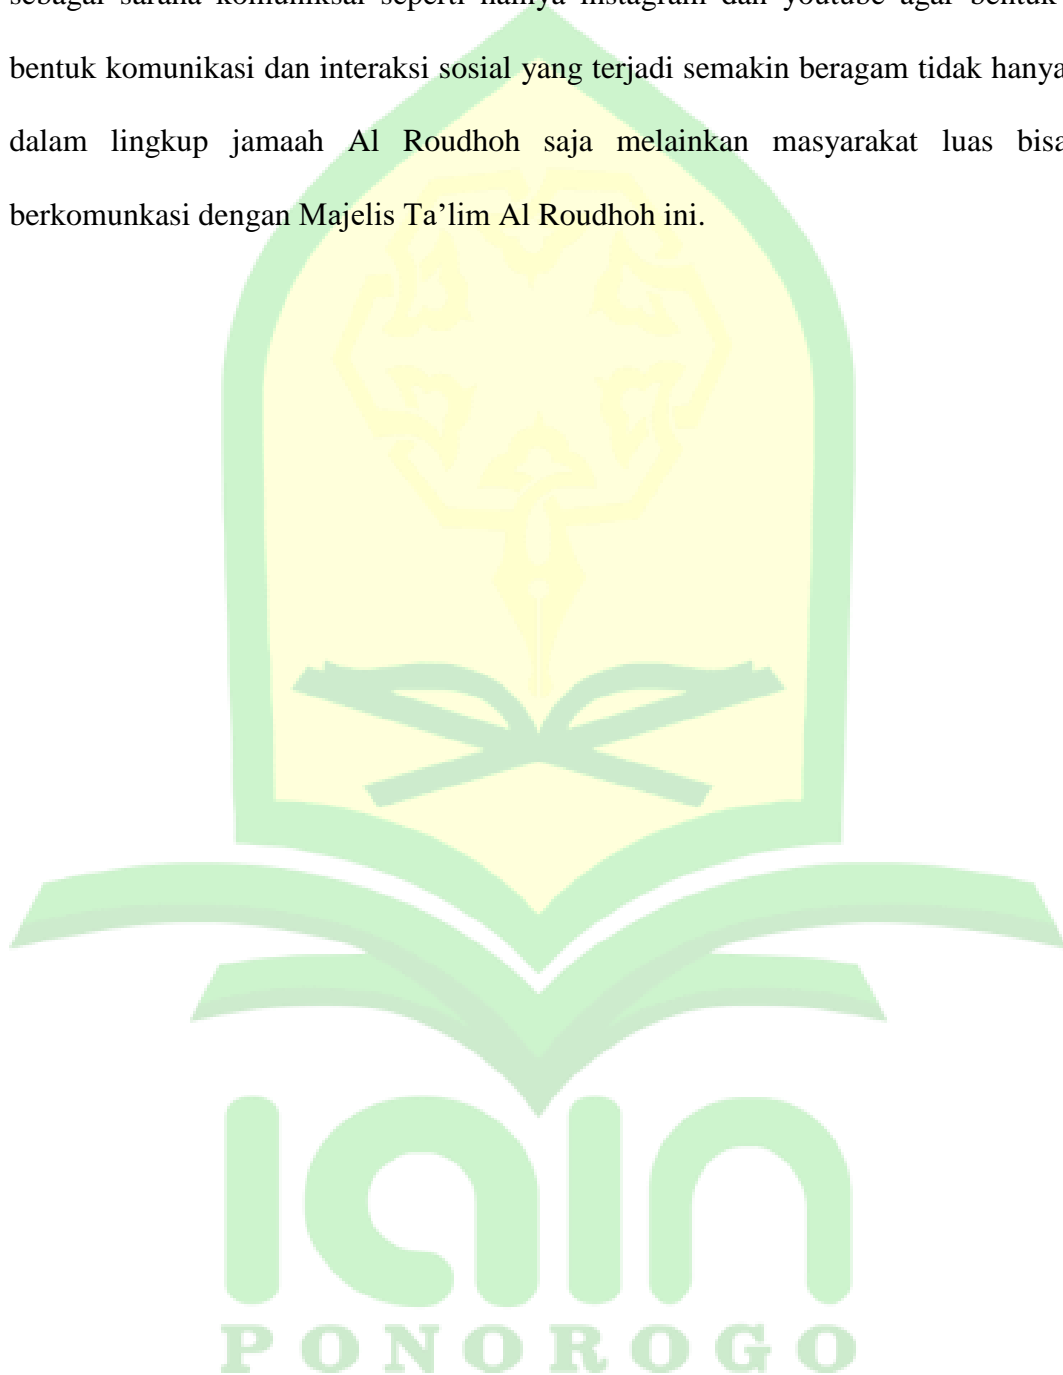 sebagai sarana komuniksai seperti halnya instagram dan youtube agar bentuk-
bentuk komunikasi dan interaksi sosial yang terjadi semakin beragam tidak hanya
dalam lingkup jamaah Al Roudhoh saja melainkan masyarakat luas bisa
berkomunkasi dengan Majelis Ta’lim Al Roudhoh ini.
IAIN
PONOROGO